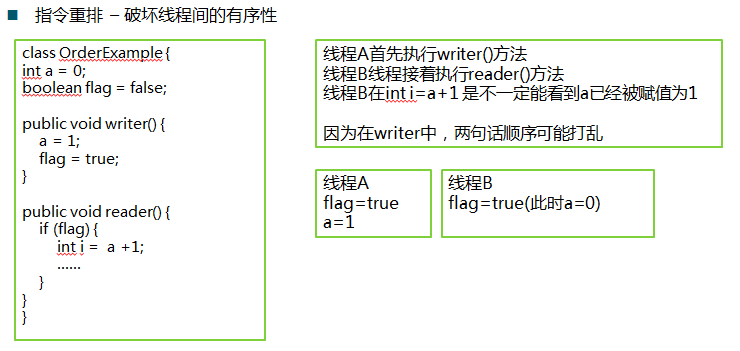 ■ 指令重排 – 破坏线程间的有序性
class OrderExample {
int a = 0;
boolean flag = false;
public void writer() {
a = 1;
flag = true;
}
public void reader() {
if (flag) {
int i = a +1;
……
}
}
}
线程A首先执行writer()方法
线程B线程接着执行reader()方法
线程B在int i=a+1 是不一定能看到a已经被赋值为1
因为在writer中，两句话顺序可能打乱
线程A
flag=true
a=1
线程B
flag=true(此时a=0)